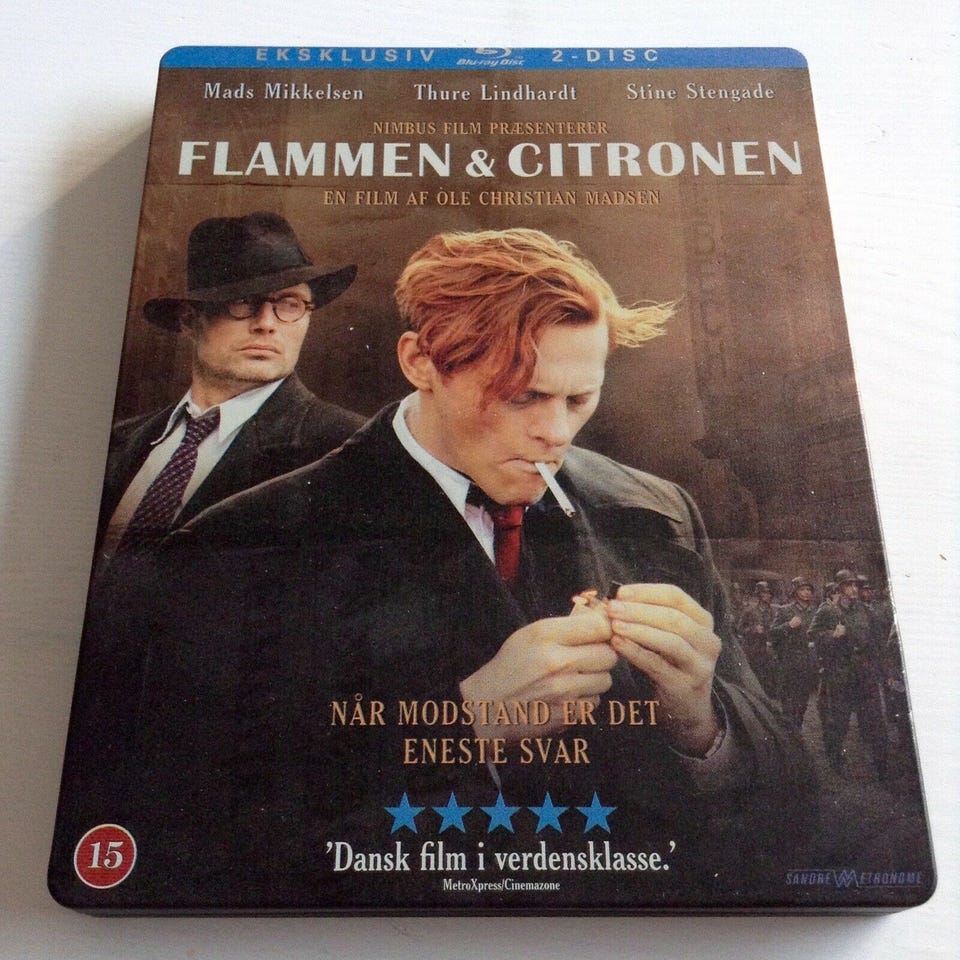 EKSKLUSIV Blu-ray Disc 2-DISC
Mads Mikkelsen Thure Lindhardt Stine Stengade
NIMBUS FILM PRÆSENTERER
FLAMMEN & CITRONEN
EN FILM AF OLE CHRISTIAN MADSEN
NÅR MODSTAND ER DET
ENESTE SVAR
'Dansk film i verdensklasse.'
MetroXpress/Cinemazone
15
SANDREW METRONOME